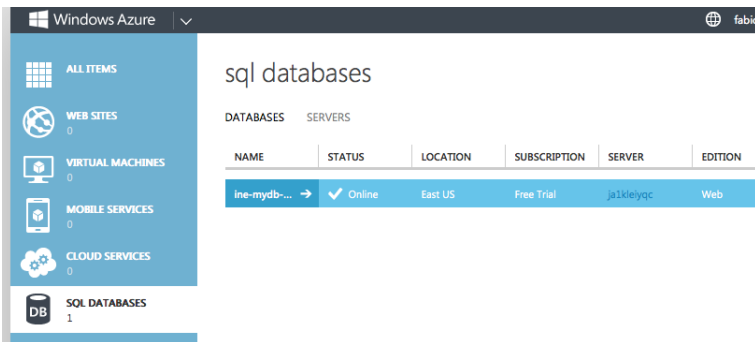 Windows Azure
fabi
ALL ITEMS
WEB SITES
0
VIRTUAL MACHINES
0
MOBILE SERVICES
0
CLOUD SERVICES
0
DB
SQL DATABASES
1
sql databases
DATABASES SERVERS
NAME STATUS LOCATION SUBSCRIPTION SERVER EDITION
ine-mydb-... Online East US Free Trial ja1kleiyqc Web